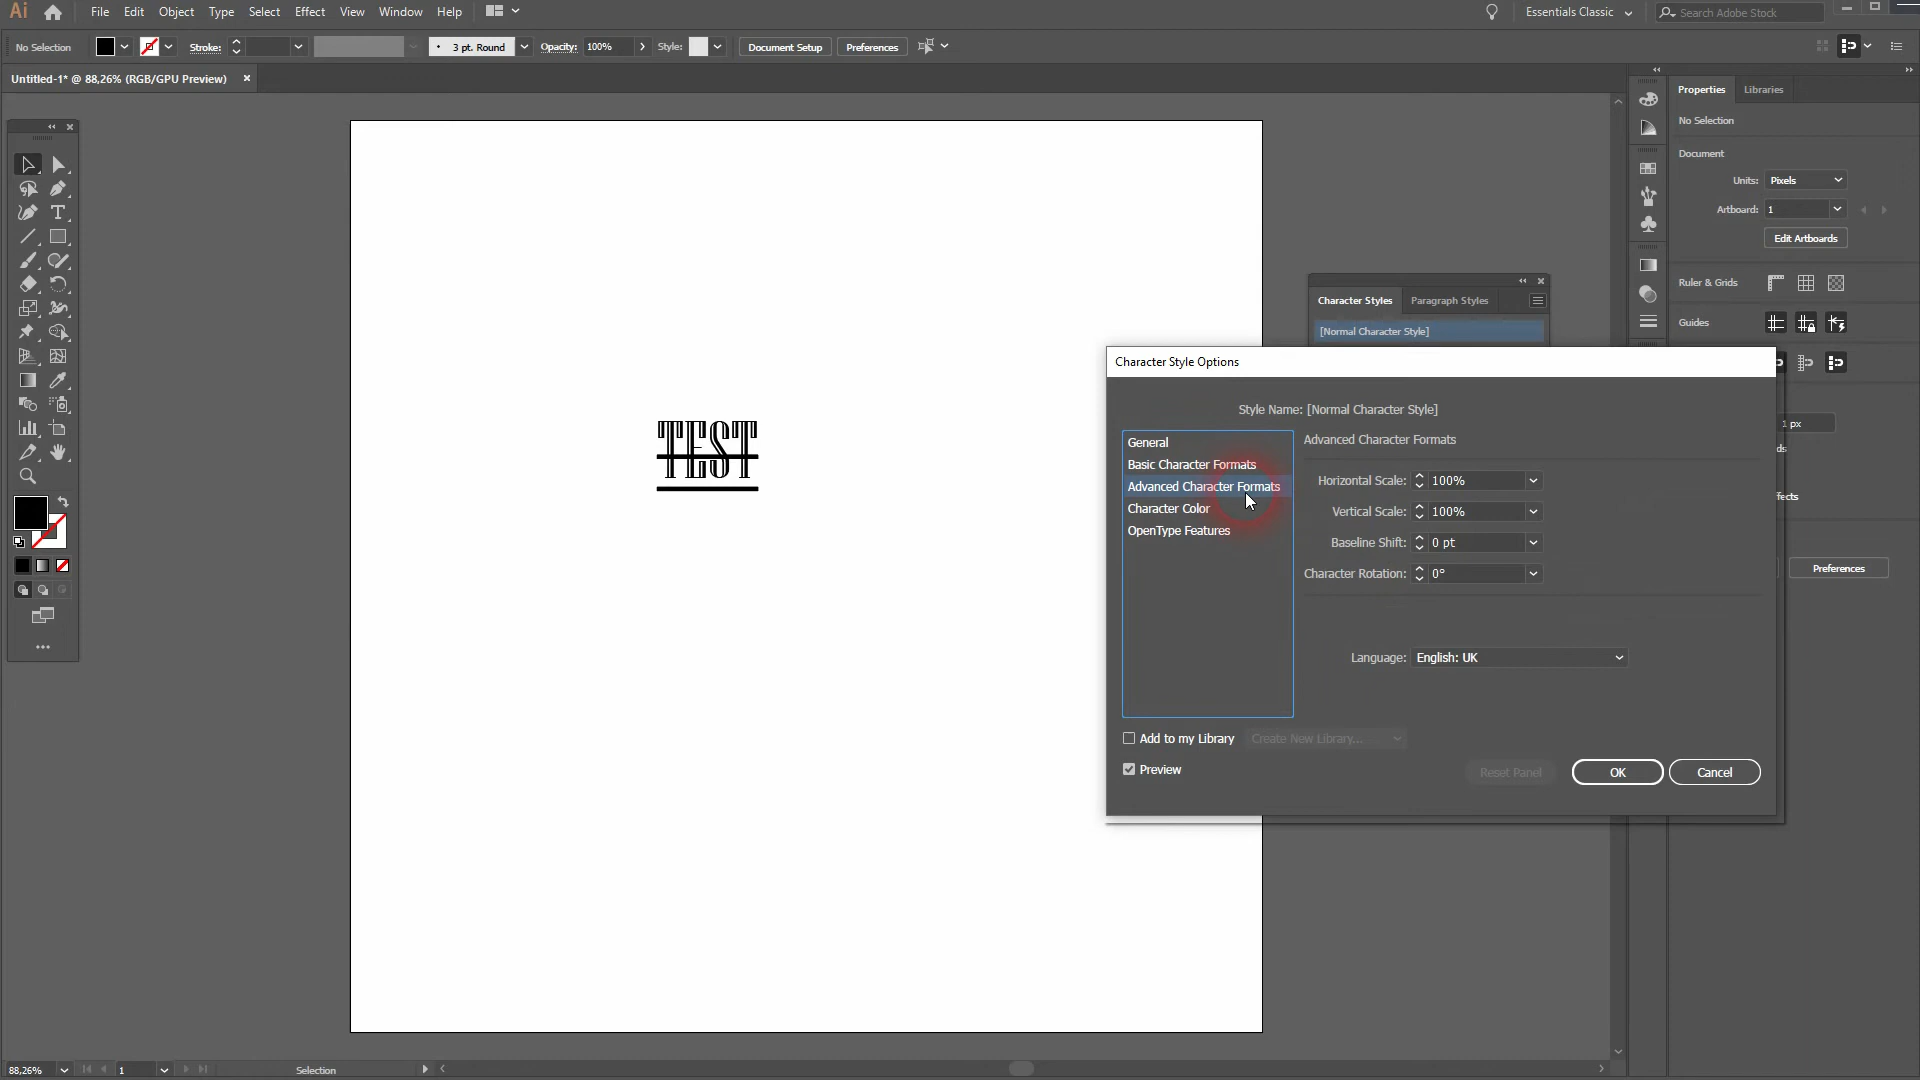 Ai File Edit Object Type Select Effect View Window Help Essentials Classic Search Adobe Stock
No Selection Stroke: 3 pt. Round Opacity: 100% Style: Document Setup Preferences
Untitled-1* @ 88,26% (RGB/GPU Preview)
Properties Libraries
No Selection
Document
Units: Pixels
Artboard: 1
Edit Artboards
Ruler & Grids
Guides
1 px
Preferences
Character Styles Paragraph Styles
[Normal Character Style]
TEST
Character Style Options
Style Name: [Normal Character Style]
General
Basic Character Formats
Advanced Character Formats
Character Color
OpenType Features
Advanced Character Formats
Horizontal Scale: 100%
Vertical Scale: 100%
Baseline Shift: 0 pt
Character Rotation: 0°
Language: English: UK
Add to my Library Create New Library...
Preview
Reset Panel OK Cancel
88,26% 1 Selection